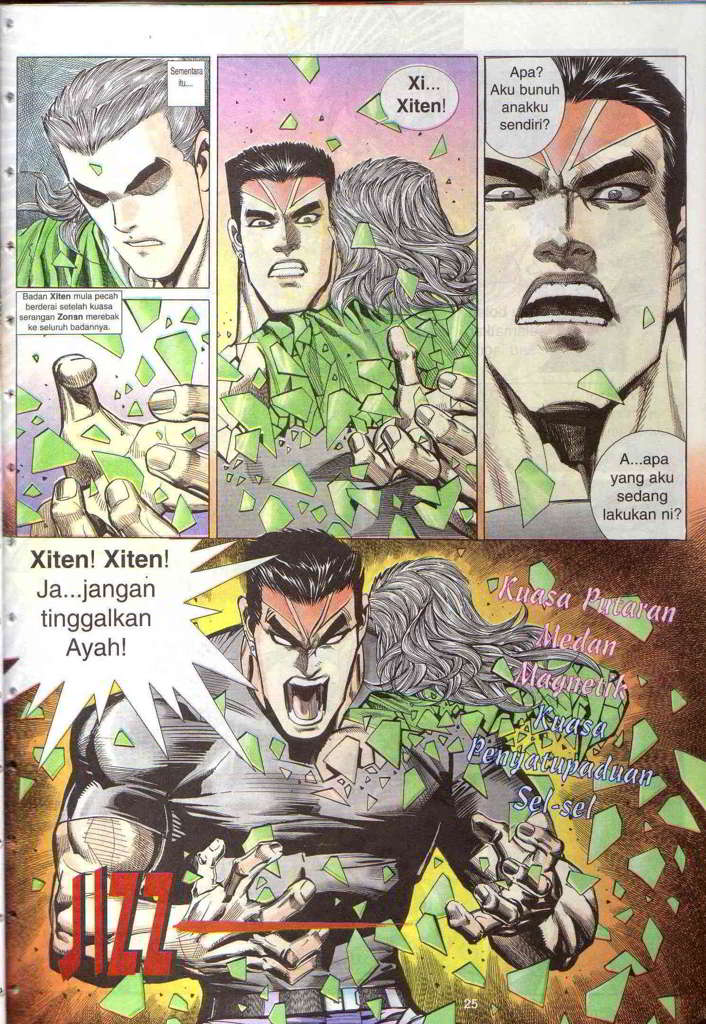 Sementara
itu....
Badan Xiten mula pecah
berderai setelah kuasa
serangan Zonan merebak
ke seluruh badannya.
Xi...
Xiten!
Apa?
Aku bunuh
anakku
sendiri?
A...apa
yang aku
sedang
lakukan ni?
Xiten! Xiten!
Ja...jangan
tinggalkan
Ayah!
Kuasa Putaran
Medan
Magnetik
Kuasa
Penyatupaduan
Sel-sel
JIZZ
25